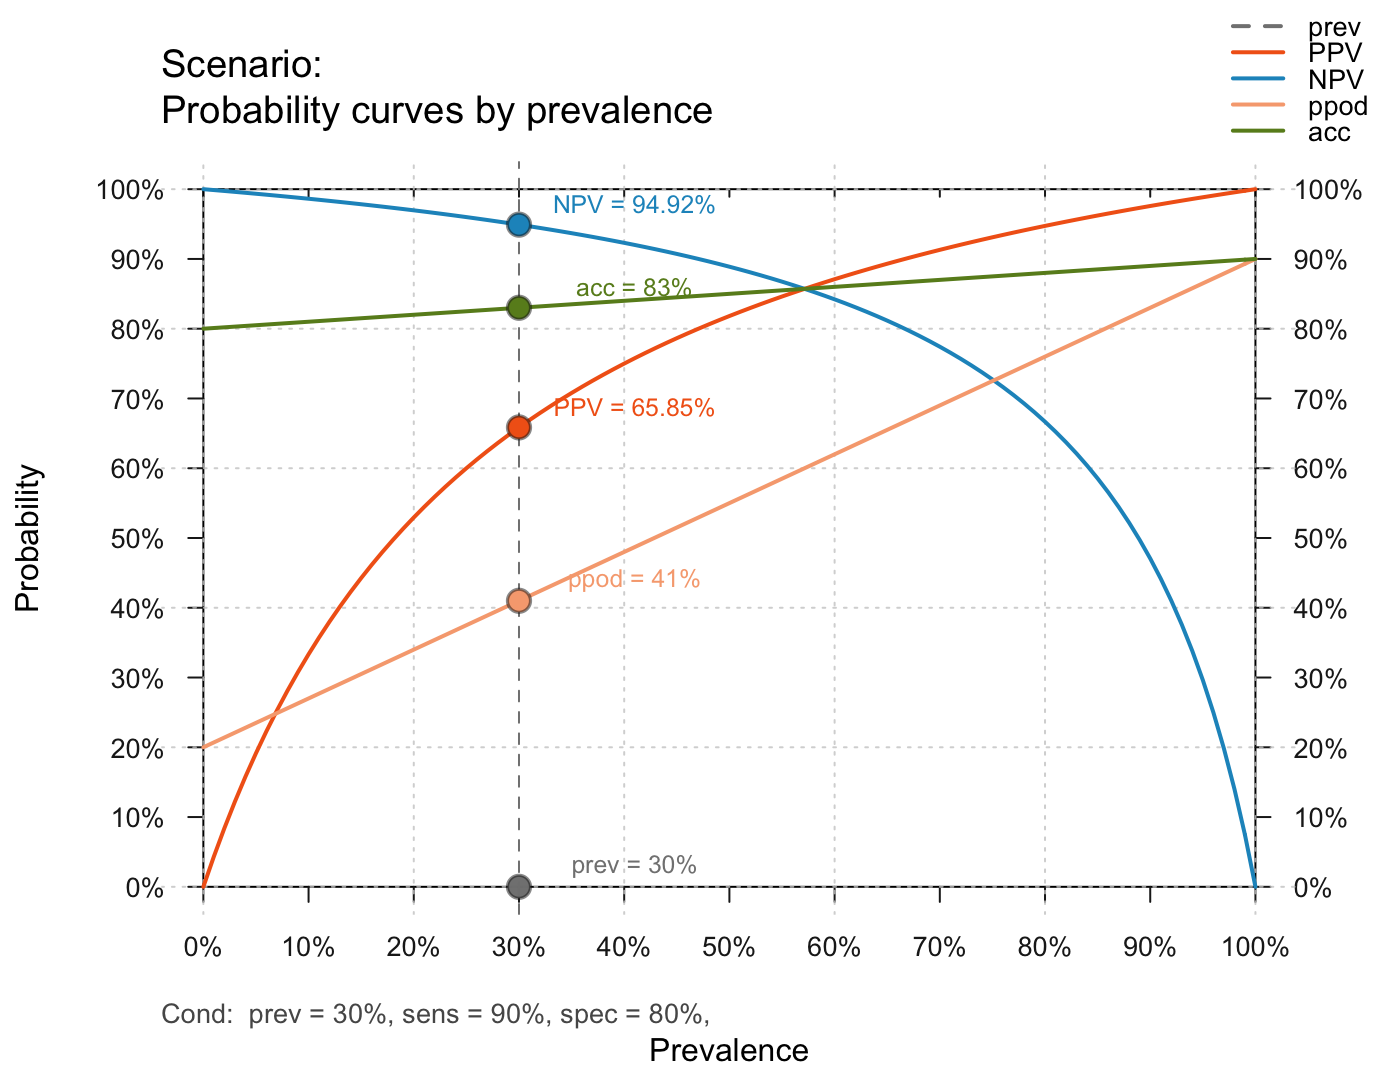 prev
PPV
NPV
ppod
acc
Scenario:
Probability curves by prevalence
100%
90%
80%
70%
60%
50%
40%
30%
20%
10%
0%
Probability
NPV = 94.92%
acc = 83%
PPV = 65.85%
ppod = 41%
prev = 30%
100%
90%
80%
70%
60%
50%
40%
30%
20%
10%
0%
0% 10% 20% 30% 40% 50% 60% 70% 80% 90% 100%
Cond: prev = 30%, sens = 90%, spec = 80%,
Prevalence